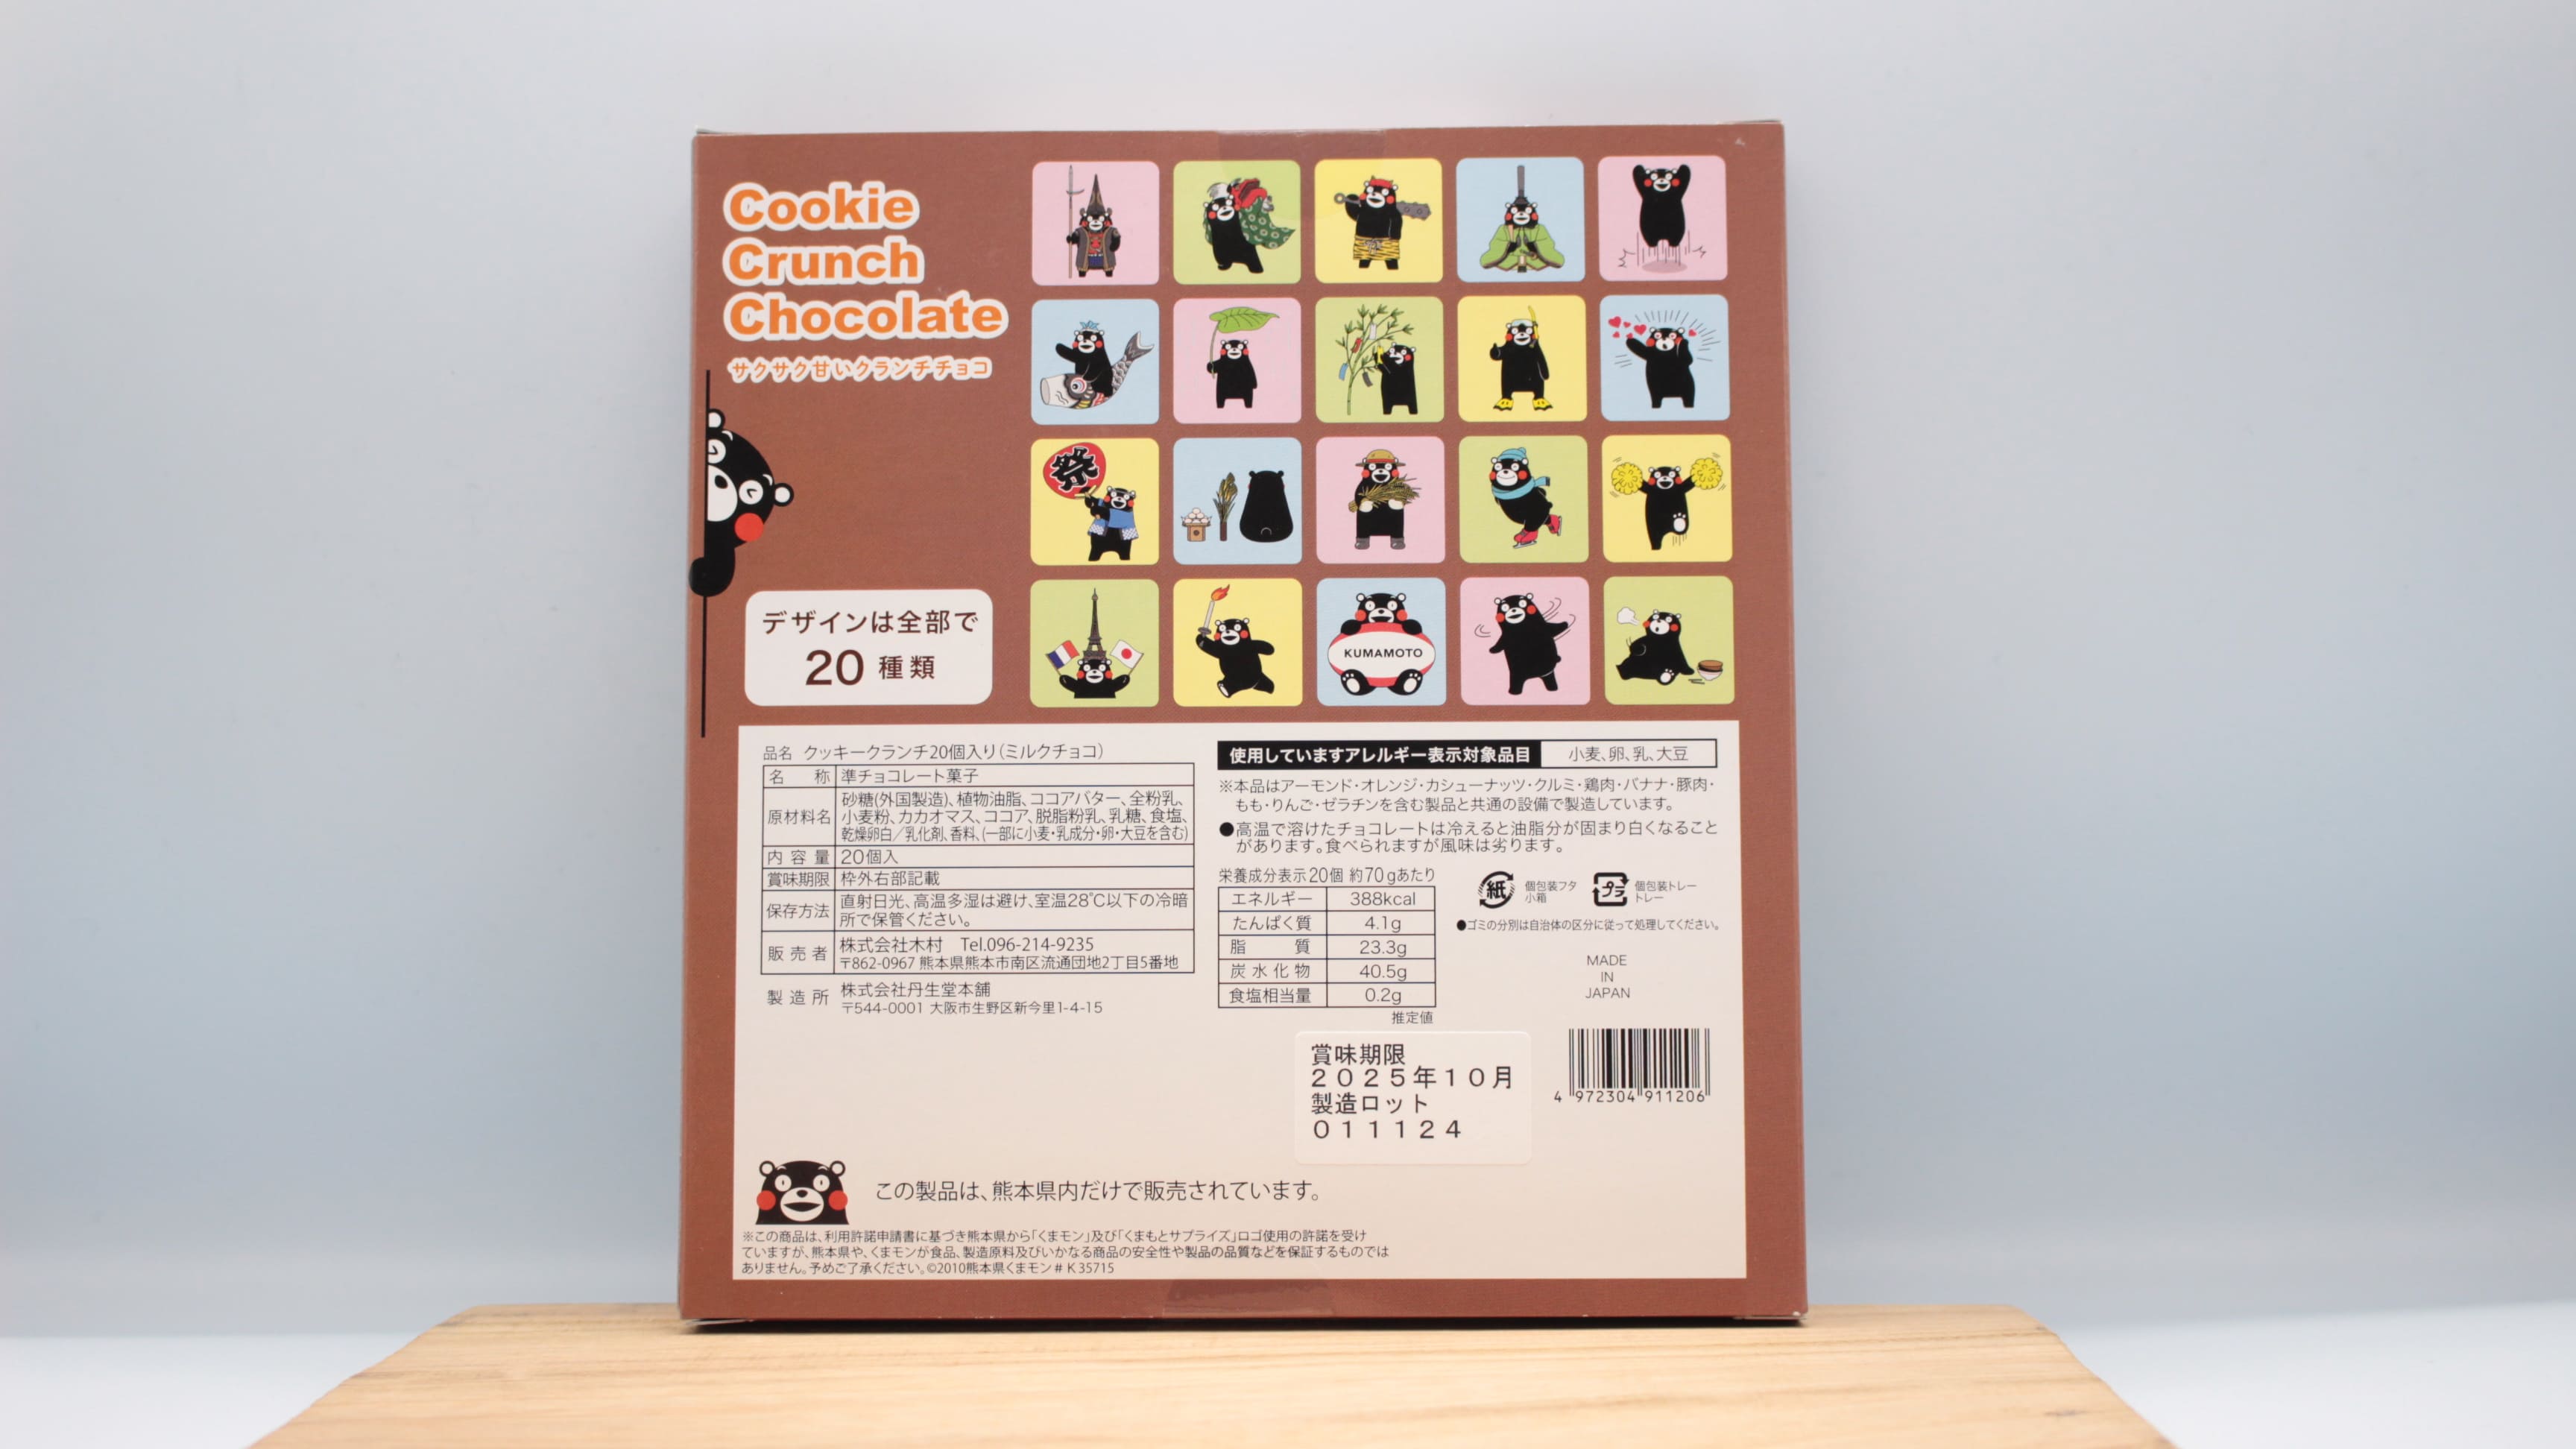 Cookie
Crunch
Chocolate
サクサク甘いクランチチョコ
祭
KUMAMOTO
デザインは全部で
20 種類
品名 クッキークランチ20個入り(ミルクチョコ)
名 称 準チョコレート菓子
原材料名 砂糖(外国製造)、植物油脂、ココアバター、全粉乳、
小麦粉、カカオマス、ココア、脱脂粉乳、乳糖、食塩、
乾燥卵白/乳化剤、香料、(一部に小麦・乳成分・卵・大豆を含む)
内容量 20個入
賞味期限 枠外右部記載
保存方法 直射日光、高温多湿は避け、室温28℃以下の冷暗
所で保管ください。
販売者 株式会社木村 Tel.096-214-9235
〒862-0967 熊本県熊本市南区流通団地2丁目5番地
製造所 株式会社丹生堂本舗
〒544-0001 大阪市生野区新今里1-4-15
使用していますアレルギー表示対象品目 小麦、卵、乳、大豆
※本品はアーモンド・オレンジ・カシューナッツ・クルミ・鶏肉・バナナ・豚肉・
もも・りんご・ゼラチンを含む製品と共通の設備で製造しています。
●高温で溶けたチョコレートは冷えると油脂分が固まり白くなること
があります。食べられますが風味は劣ります。
栄養成分表示20個 約70gあたり
エネルギー 388kcal
たんぱく質 4.1g
脂質 23.3g
炭水化物 40.5g
食塩相当量 0.2g
推定値
紙 個包装フタ
小箱
プラ 個包装トレー
トレー
●ゴミの分別は自治体の区分に従って処理してください。
MADE
IN
JAPAN
賞味期限
2025年10月
製造ロット
011124
4 972304 911206
この製品は、熊本県内だけで販売されています。
※この商品は、利用許諾申請書に基づき熊本県から「くまモン」及び「くまもとサプライズ」ロゴ使用の許諾を受け
ていますが、熊本県や、くまモンが食品、製造原料及びいかなる商品の安全性や製品の品質などを保証するものでは
ありません。予めご了承ください。©2010熊本県くまモン#K35715